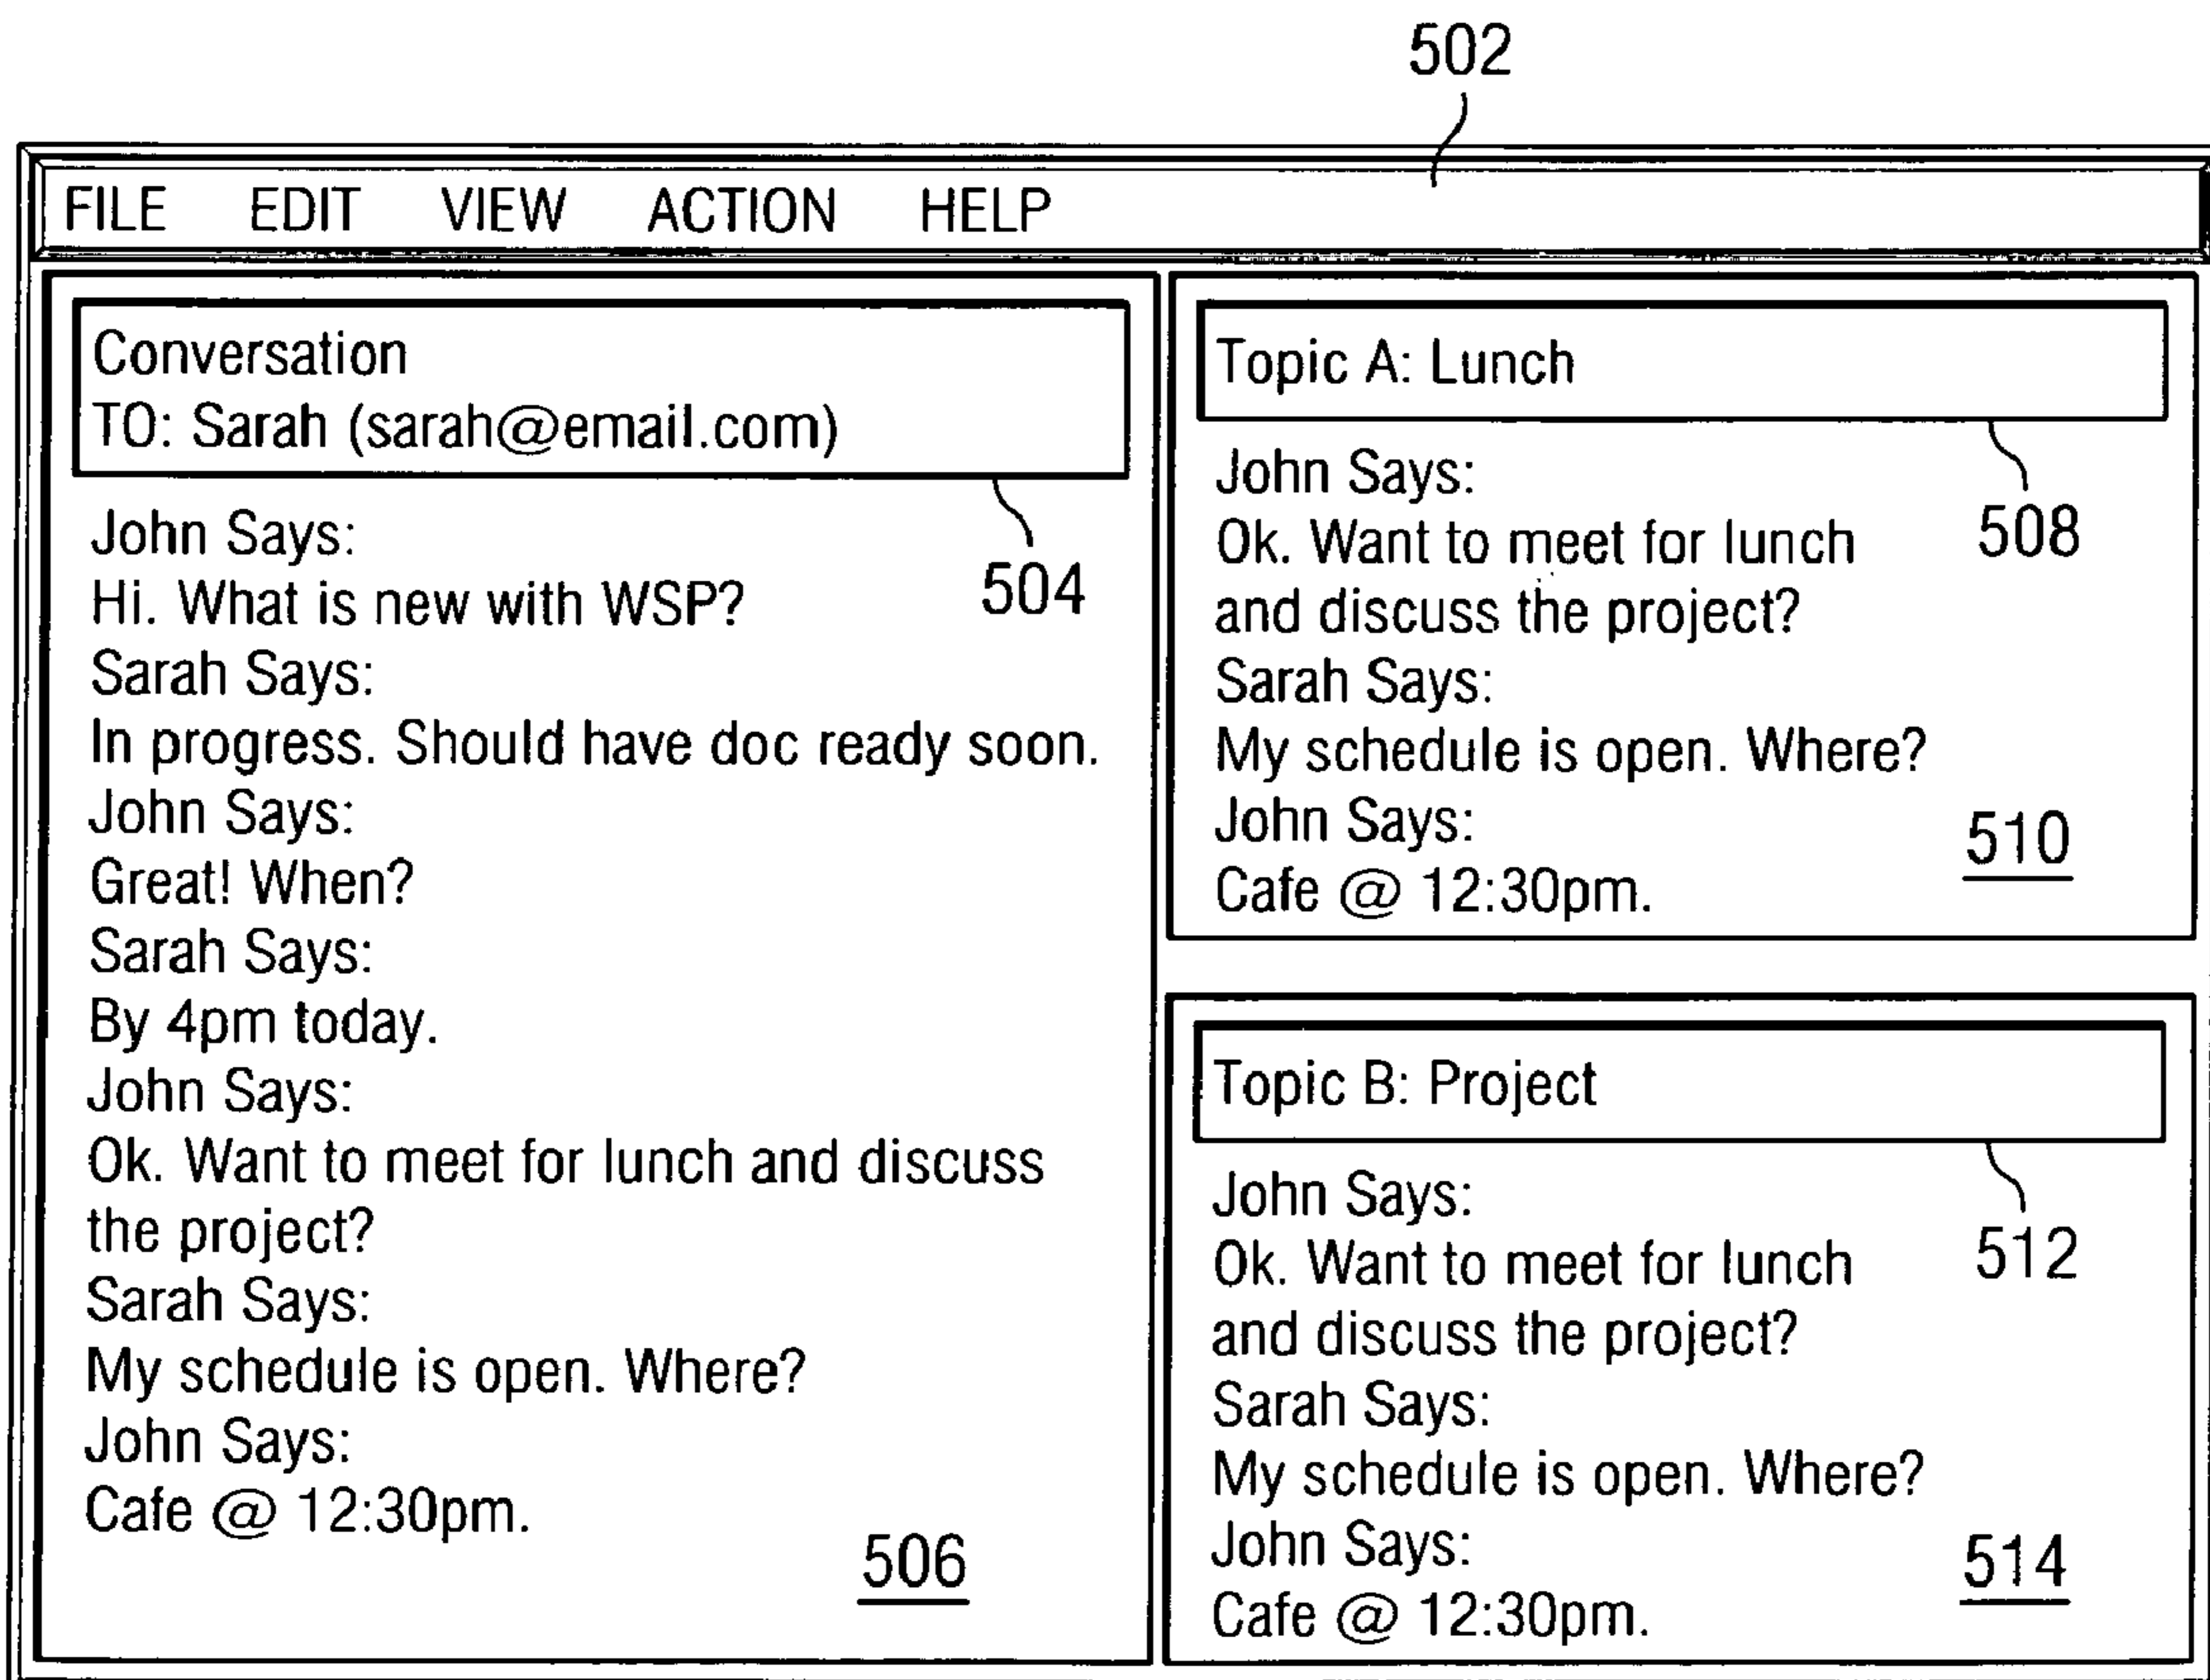 502
FILE EDIT VIEW ACTION HELP
Conversation
TO: Sarah (sarah@email.com)
504
John Says:
Hi. What is new with WSP?
Sarah Says:
In progress. Should have doc ready soon.
John Says:
Great! When?
Sarah Says:
By 4pm today.
John Says:
Ok. Want to meet for lunch and discuss
the project?
Sarah Says:
My schedule is open. Where?
John Says:
Cafe @ 12:30pm.
506
Topic A: Lunch
508
John Says:
Ok. Want to meet for lunch
and discuss the project?
Sarah Says:
My schedule is open. Where?
John Says:
Cafe @ 12:30pm.
510
Topic B: Project
512
John Says:
Ok. Want to meet for lunch
and discuss the project?
Sarah Says:
My schedule is open. Where?
John Says:
Cafe @ 12:30pm.
514